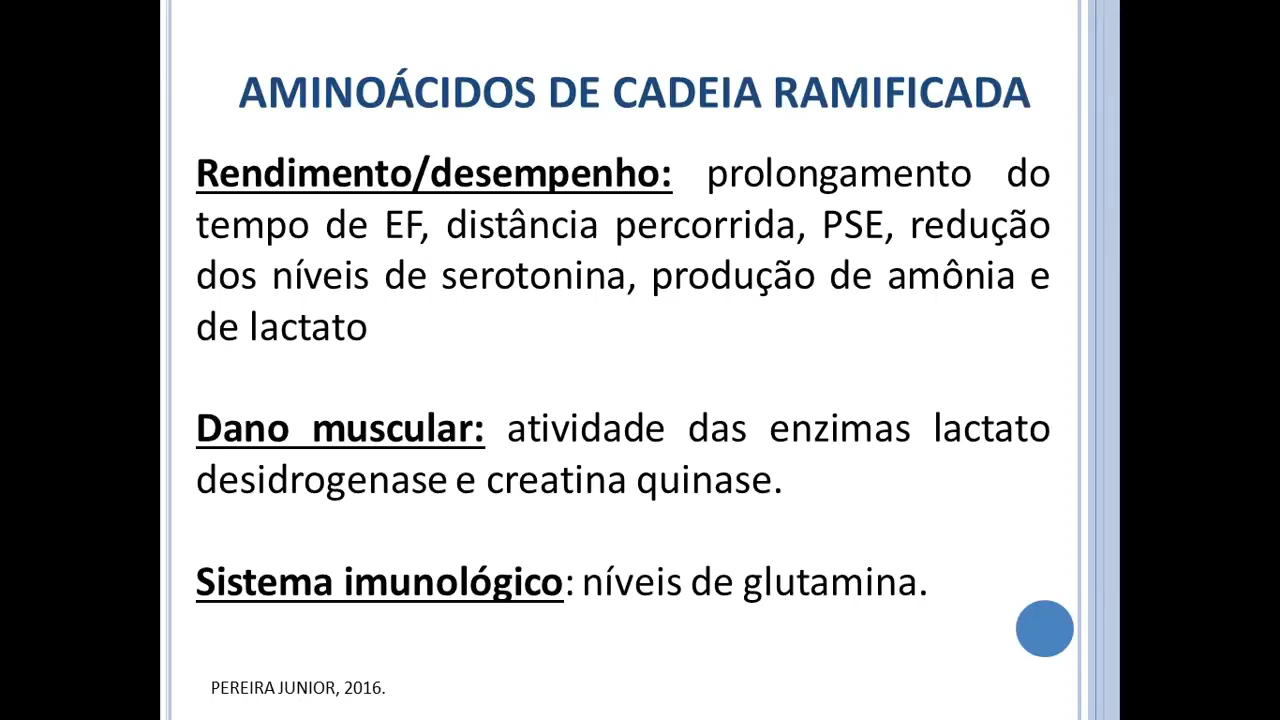 AMINOÁCIDOS DE CADEIA RAMIFICADA
Rendimento/desempenho: prolongamento do
tempo de EF, distância percorrida, PSE, redução
dos níveis de serotonina, produção de amônia e
de lactato
Dano muscular: atividade das enzimas lactato
desidrogenase e creatina quinase.
Sistema imunológico: níveis de glutamina.
PEREIRA JUNIOR, 2016.